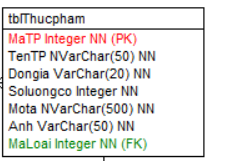 tblThucpham
MaTP Integer NN (PK)
TenTP NVarChar(50) NN
Dongia VarChar(20) NN
Soluongco Integer NN
Mota NVarChar(500) NN
Anh VarChar(50) NN
MaLoai Integer NN (FK)